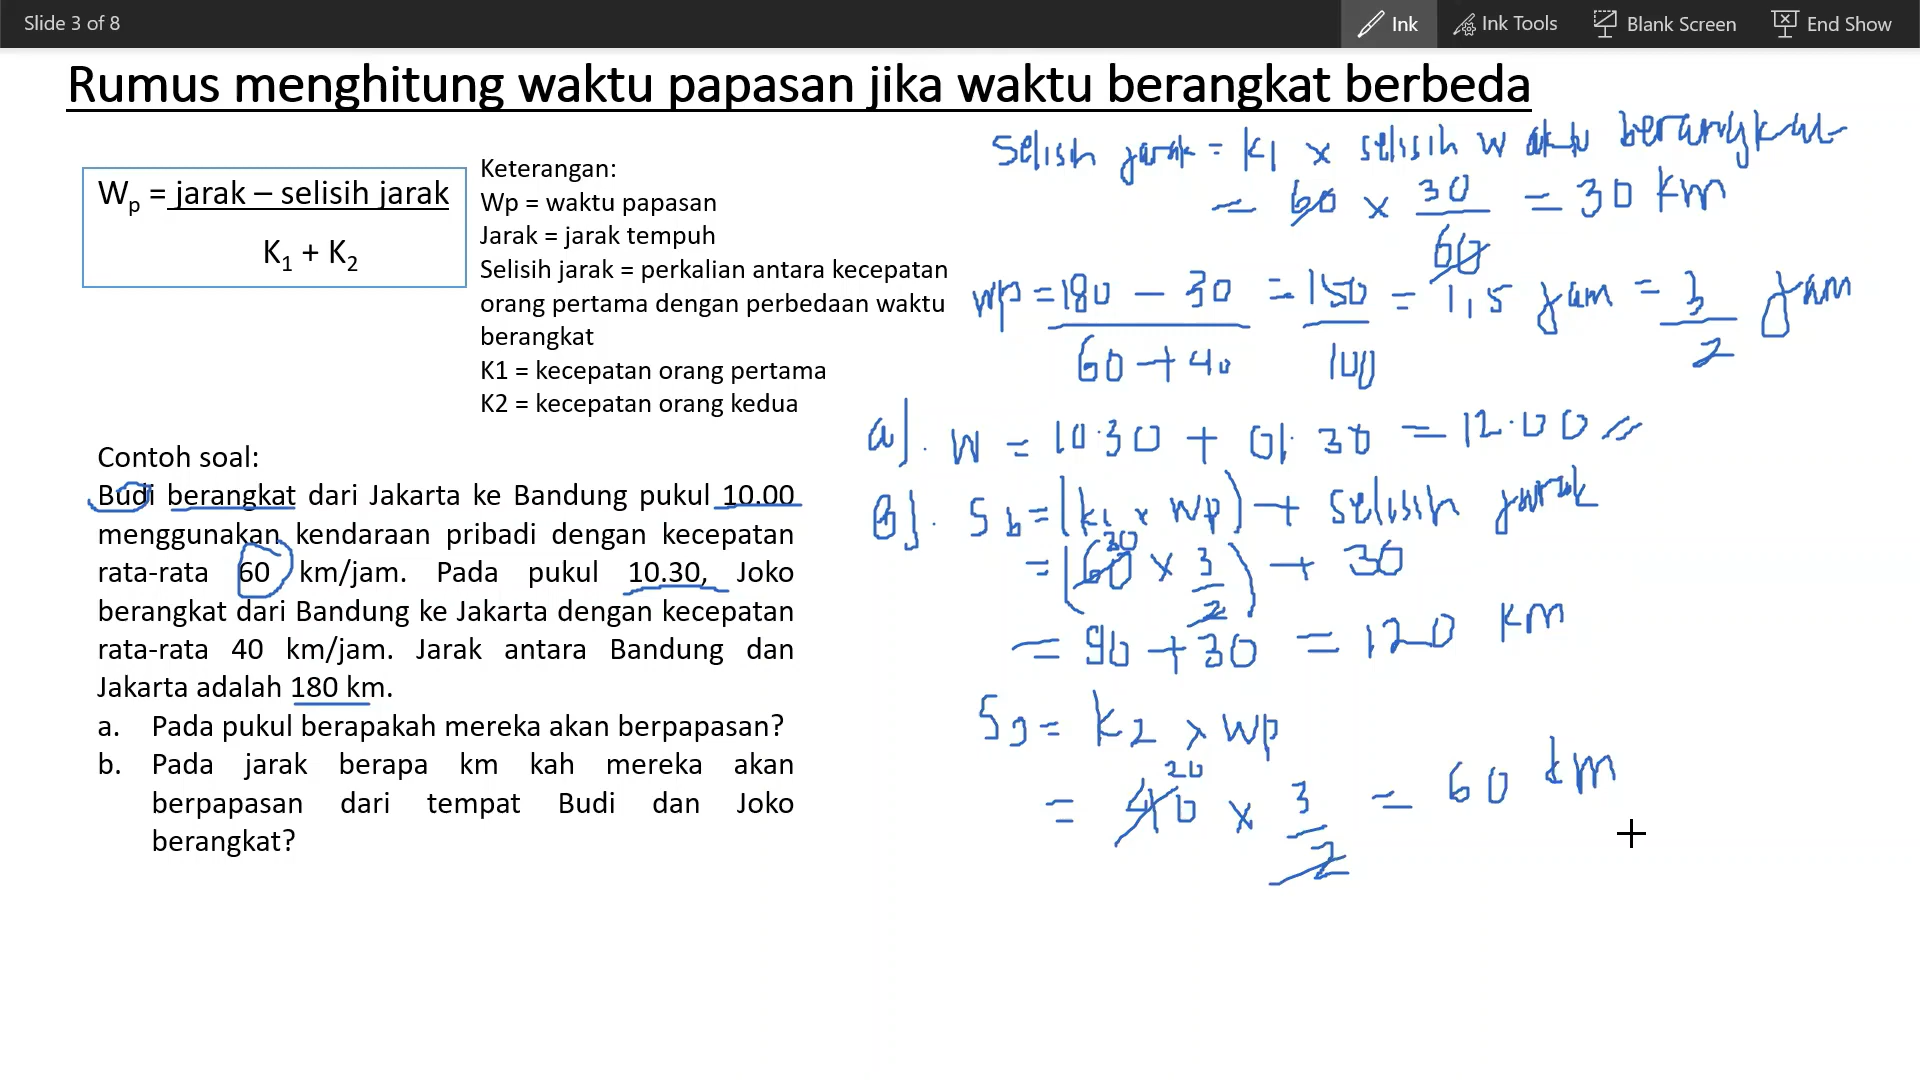 Slide 3 of 8
Ink
Ink Tools
Blank Screen
End Show
Rumus menghitung waktu papasan jika waktu berangkat berbeda
Wp = jarak – selisih jarak
K1 + K2
Keterangan:
Wp = waktu papasan
Jarak = jarak tempuh
Selisih jarak = perkalian antara kecepatan
orang pertama dengan perbedaan waktu
berangkat
K1 = kecepatan orang pertama
K2 = kecepatan orang kedua
Contoh soal:
Budi berangkat dari Jakarta ke Bandung pukul 10.00
menggunakan kendaraan pribadi dengan kecepatan
rata-rata 60 km/jam. Pada pukul 10.30, Joko
berangkat dari Bandung ke Jakarta dengan kecepatan
rata-rata 40 km/jam. Jarak antara Bandung dan
Jakarta adalah 180 km.
a. Pada pukul berapakah mereka akan berpapasan?
b. Pada jarak berapa km kah mereka akan
berpapasan dari tempat Budi dan Joko
berangkat?
Selisih jarak = K1 x selisih waktu berangkat
= 60 x 30 = 30 km
60
wp = 180 – 30 = 150 = 1,5 jam = 3 jam
60 + 40 100 2
a]. W = 10.30 + 01.30 = 12.00 //
B]. Sb = (k1 x wp) + selisih jarak
30
= (60 x 3 ) + 30
2
= 90 + 30 = 120 km
SJ = K2 x wp
20
= 40 x 3 = 60 km
2